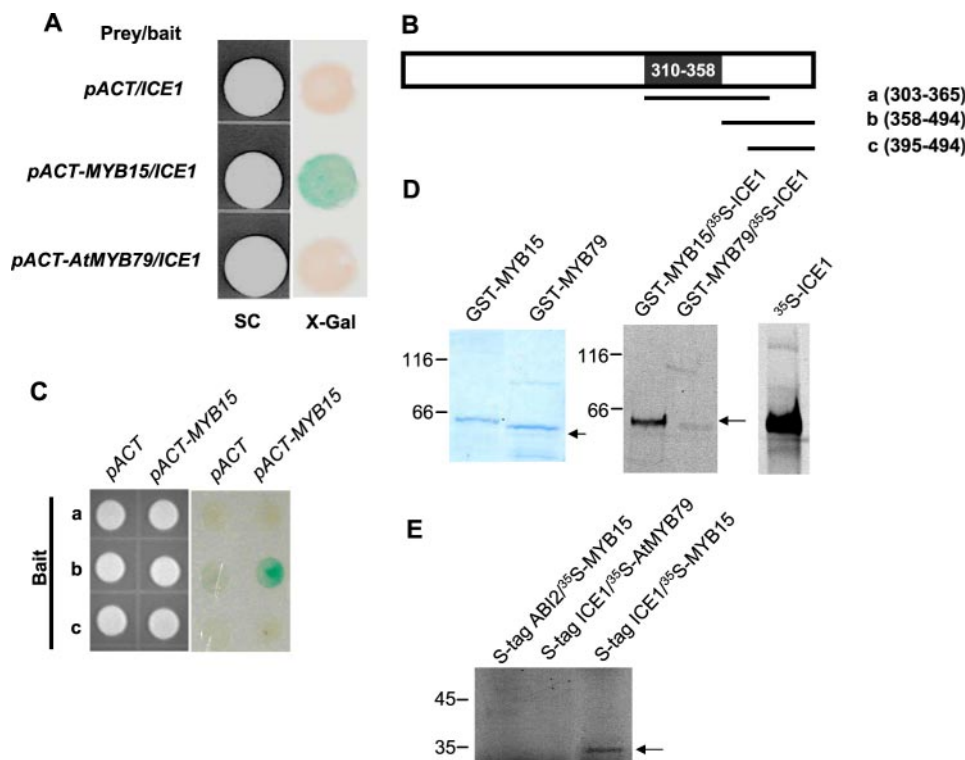 A
Prey/bait
pACT/ICE1
pACT-MYB15/ICE1
pACT-AtMYB79/ICE1
SC X-Gal
B
310-358
a (303-365)
b (358-494)
c (395-494)
C
pACT pACT-MYB15 pACT pACT-MYB15
Bait
a
b
c
D
GST-MYB15 GST-MYB79 GST-MYB15/³⁵S-ICE1 GST-MYB79/³⁵S-ICE1 ³⁵S-ICE1
116 116
66 66
E
S-tag ABI2/³⁵S-MYB15 S-tag ICE1/³⁵S-AtMYB79 S-tag ICE1/³⁵S-MYB15
45
35